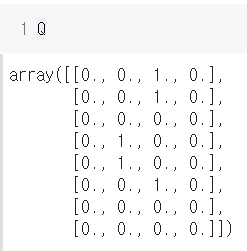 1 Q
array([[0., 0., 1., 0.],
[0., 0., 1., 0.],
[0., 0., 0., 0.],
[0., 1., 0., 0.],
[0., 1., 0., 0.],
[0., 0., 1., 0.],
[0., 0., 0., 0.],
[0., 0., 0., 0.]])